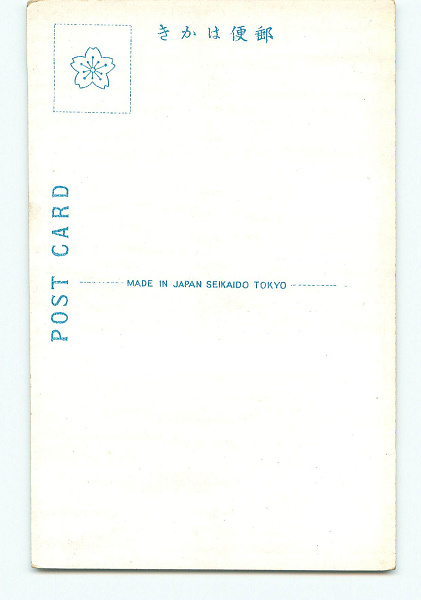 きかは便郵
POST CARD
MADE IN JAPAN SEIKAIDO TOKYO